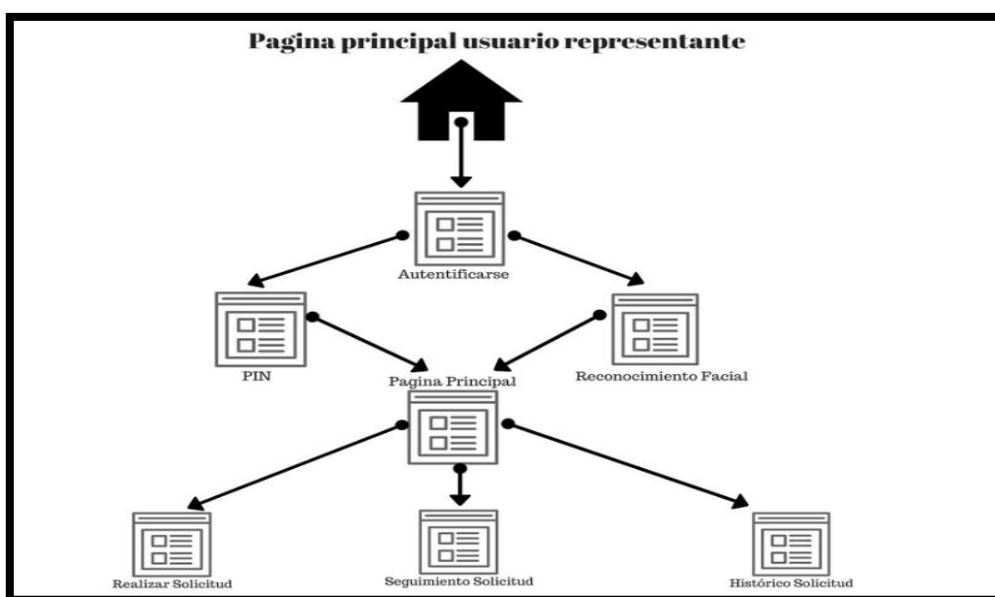 Pagina principal usuario representante
Autentificarse
PIN
Reconocimiento Facial
Pagina Principal
Realizar Solicitud
Seguimiento Solicitud
Histórico Solicitud